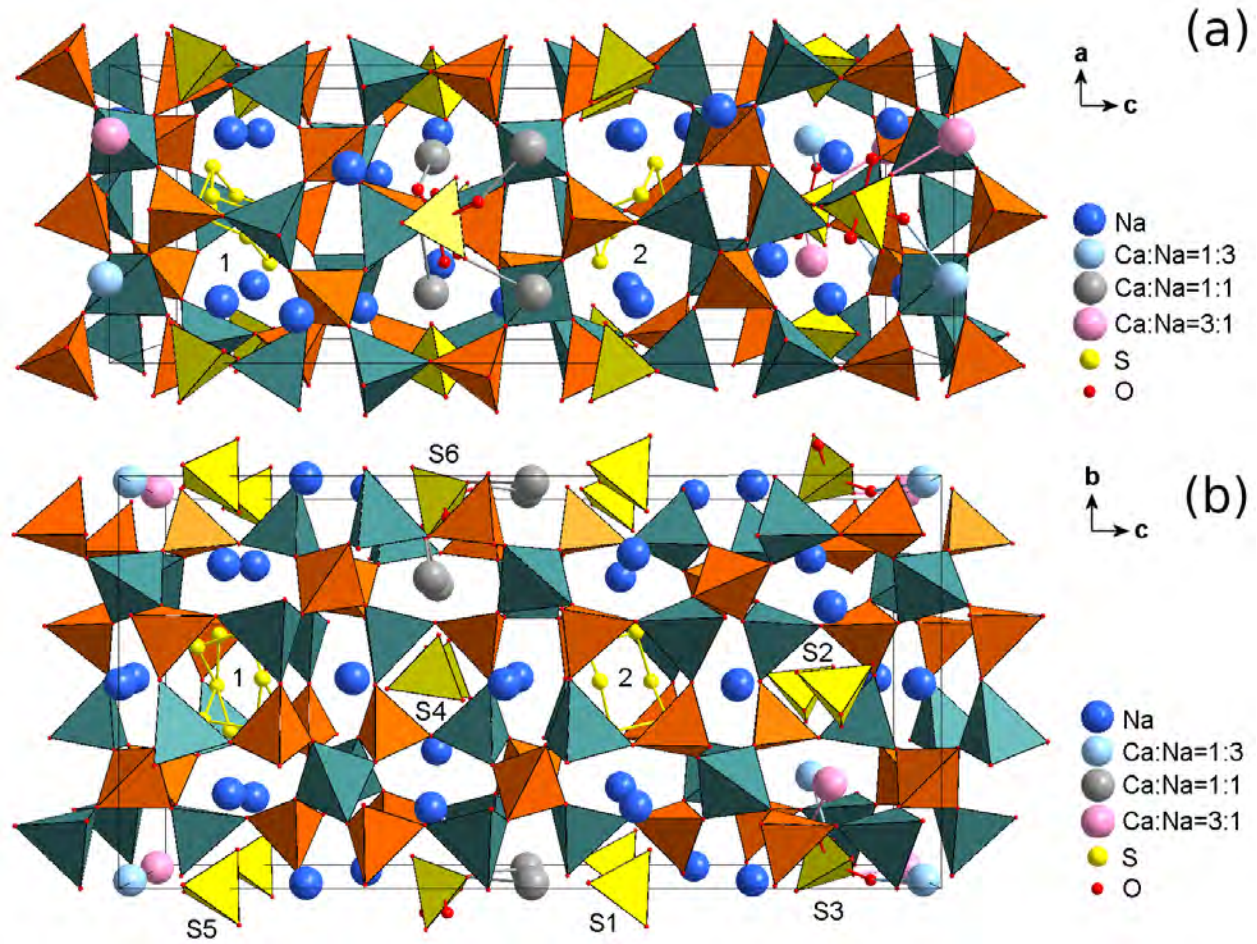 (a)
a
c
Na
Ca:Na=1:3
Ca:Na=1:1
Ca:Na=3:1
S
O
1
2
(b)
b
c
S6
1
2
S2
S4
Na
Ca:Na=1:3
Ca:Na=1:1
Ca:Na=3:1
S
O
S5
S1
S3